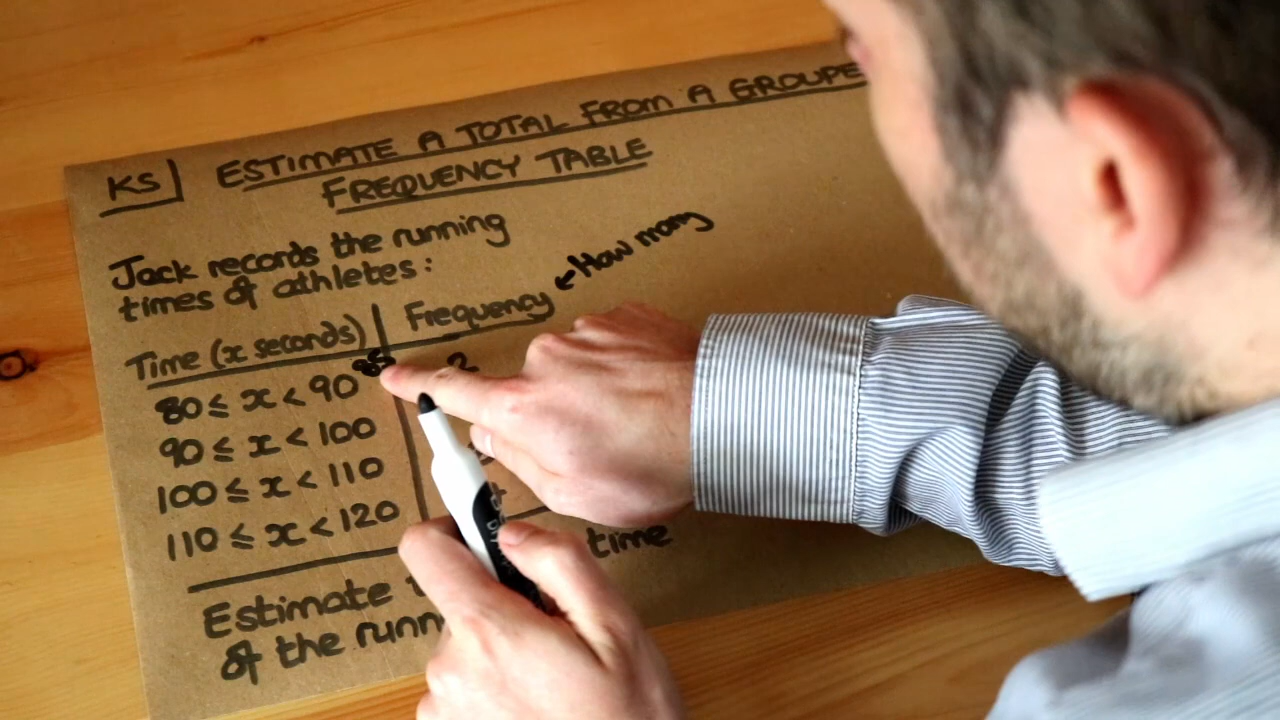 KS
ESTIMATE A TOTAL FROM A GROUPE
FREQUENCY TABLE
Jack records the running
times of athletes:
How many
Time (x seconds) Frequency
80 ≤ x < 90 85 2
90 ≤ x < 100
100 ≤ x < 110
110 ≤ x < 120
Estimate time
of the runn